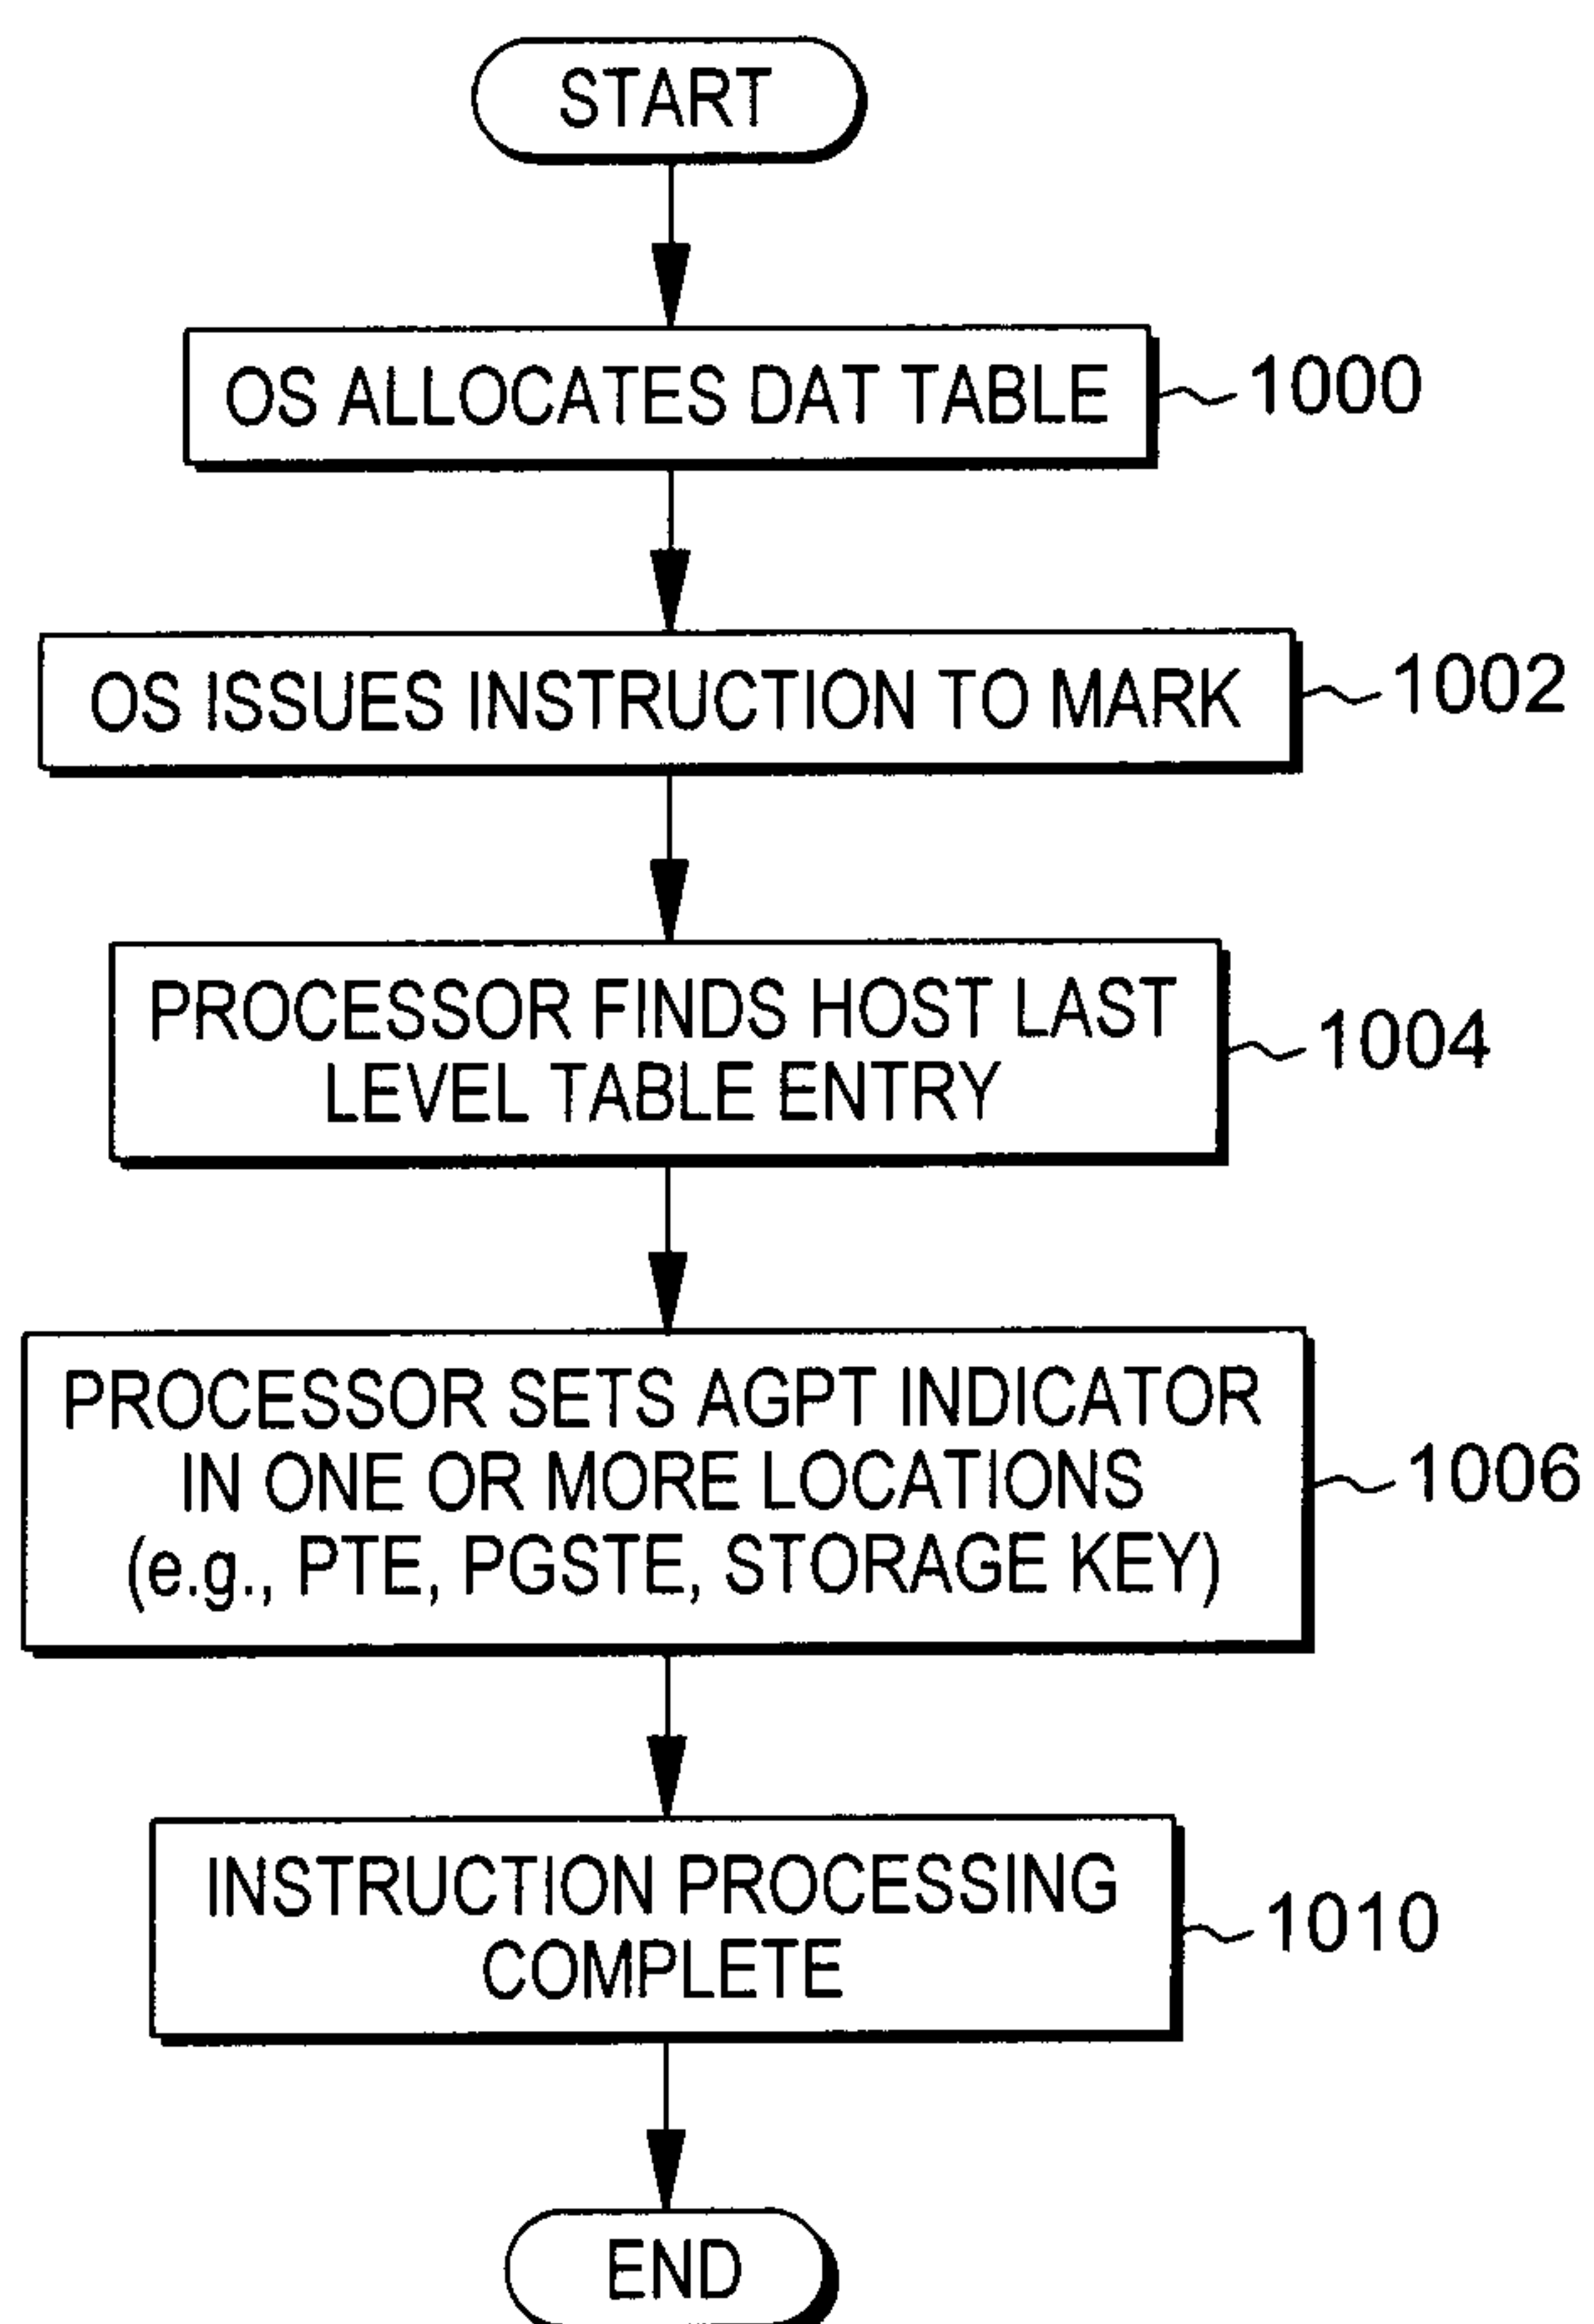 START
OS ALLOCATES DAT TABLE
1000
OS ISSUES INSTRUCTION TO MARK
1002
PROCESSOR FINDS HOST LAST
LEVEL TABLE ENTRY
1004
PROCESSOR SETS AGPT INDICATOR
IN ONE OR MORE LOCATIONS
(e.g., PTE, PGSTE, STORAGE KEY)
1006
INSTRUCTION PROCESSING
COMPLETE
1010
END